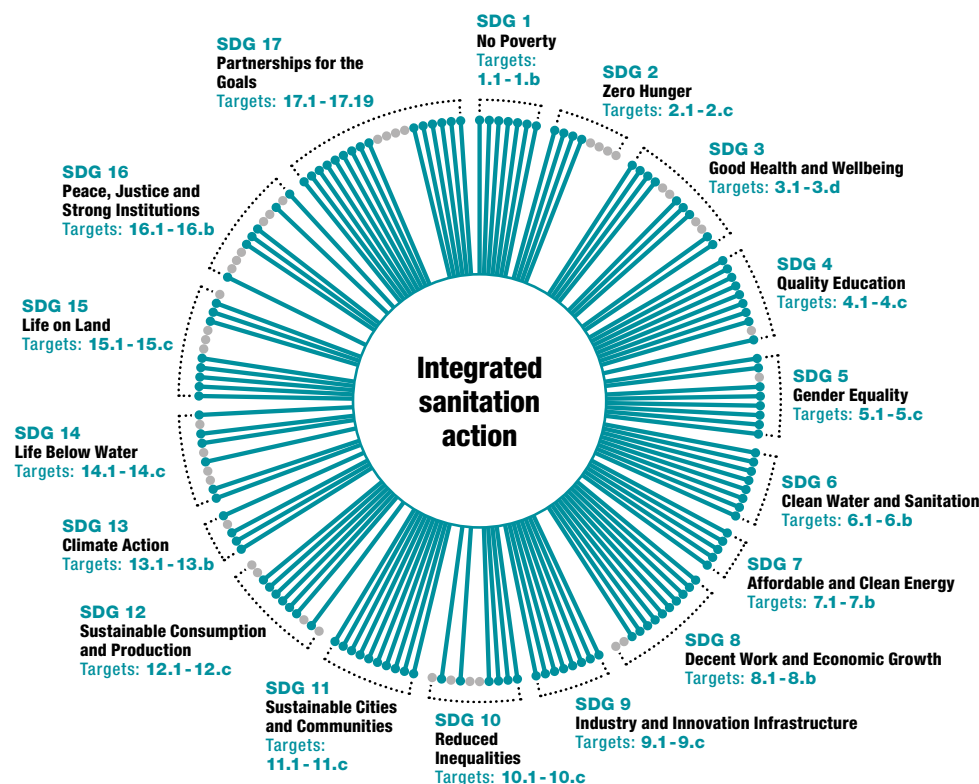 SDG 1
No Poverty
Targets:
1.1 - 1.b
SDG 2
Zero Hunger
Targets: 2.1 - 2.c
SDG 3
Good Health and Wellbeing
Targets: 3.1 - 3.d
SDG 4
Quality Education
Targets: 4.1 - 4.c
SDG 5
Gender Equality
Targets: 5.1 - 5.c
SDG 6
Clean Water and Sanitation
Targets: 6.1 - 6.b
SDG 7
Affordable and Clean Energy
Targets: 7.1 - 7.b
SDG 8
Decent Work and Economic Growth
Targets: 8.1 - 8.b
SDG 9
Industry and Innovation Infrastructure
Targets: 9.1 - 9.c
SDG 10
Reduced
Inequalities
Targets: 10.1 - 10.c
SDG 11
Sustainable Cities
and Communities
Targets:
11.1 - 11.c
SDG 12
Sustainable Consumption
and Production
Targets: 12.1 - 12.c
SDG 13
Climate Action
Targets: 13.1 - 13.b
SDG 14
Life Below Water
Targets: 14.1 - 14.c
SDG 15
Life on Land
Targets: 15.1 - 15.c
SDG 16
Peace, Justice and
Strong Institutions
Targets: 16.1 - 16.b
SDG 17
Partnerships for the
Goals
Targets: 17.1 - 17.19
Integrated
sanitation
action